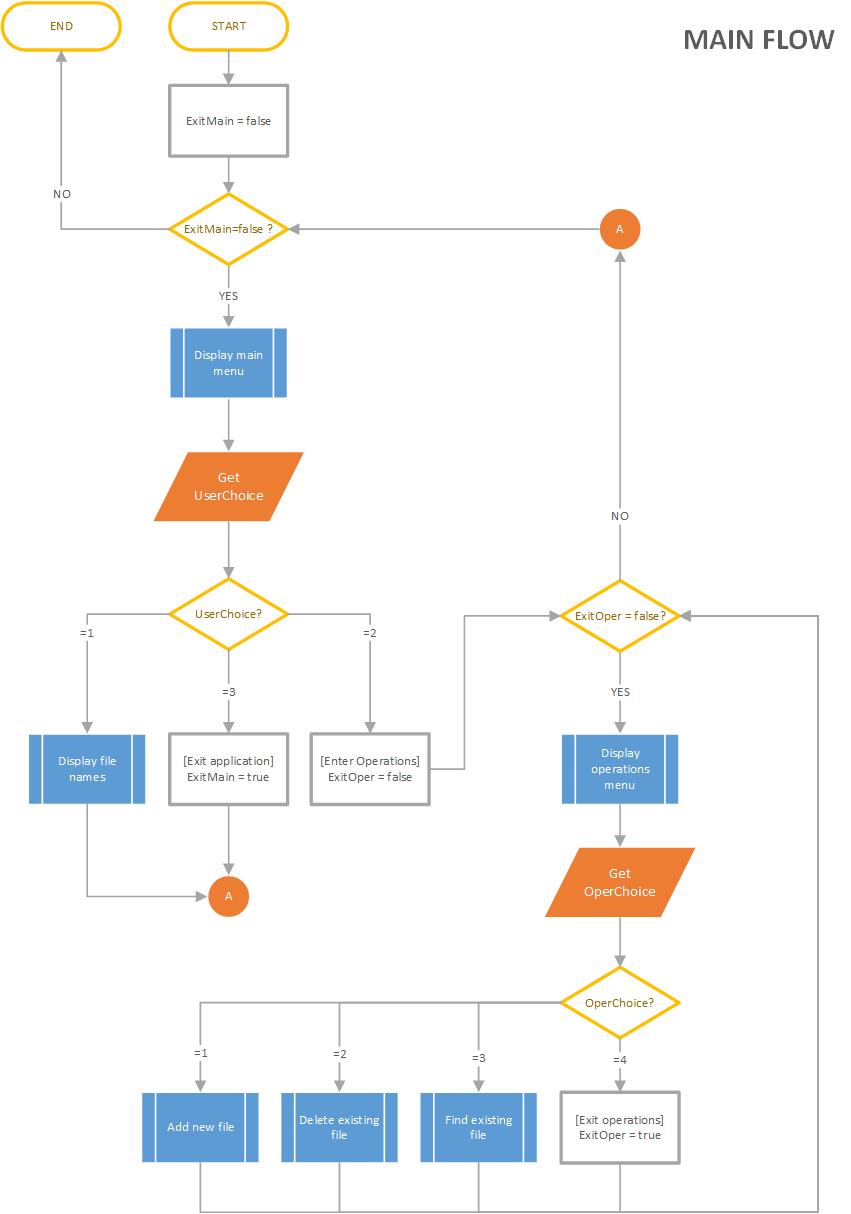 END
START
MAIN FLOW
ExitMain = false
NO
ExitMain=false ?
A
YES
Display main
menu
Get
UserChoice
NO
UserChoice?
ExitOper = false?
=1
=2
=3
YES
Display file
names
[Exit application]
ExitMain = true
[Enter Operations]
ExitOper = false
Display
operations
menu
A
Get
OperChoice
OperChoice?
=1
=2
=3
=4
Add new file
Delete existing
file
Find existing
file
[Exit operations]
ExitOper = true